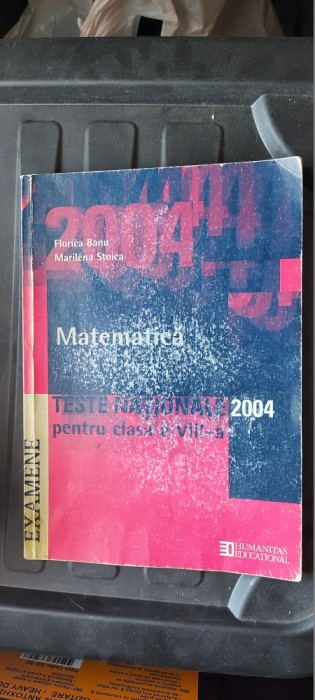 2004
Florica Banu
Marilena Stoica
Matematică
TESTE NAȚIONALE 2004
pentru clasa a VIII-a
EXAMENE
HUMANITAS
EDUCAȚIONAL